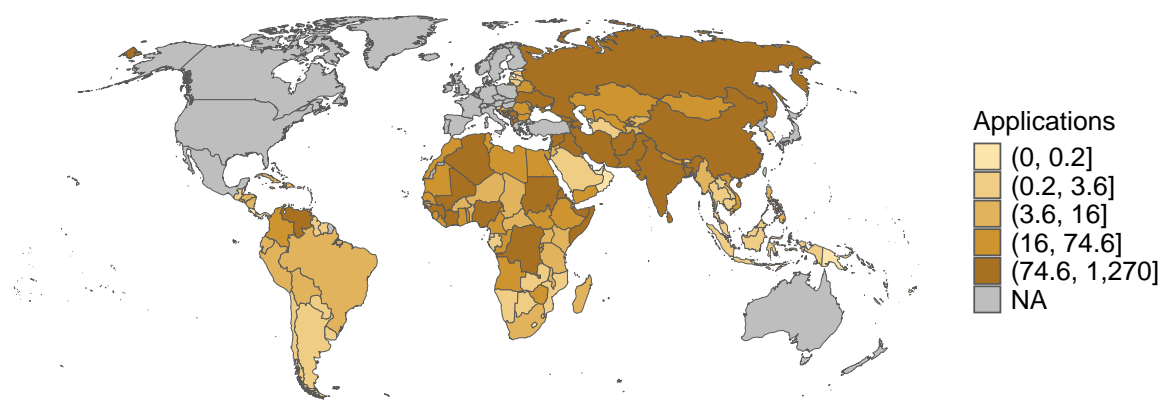 Applications
(0, 0.2]
(0.2, 3.6]
(3.6, 16]
(16, 74.6]
(74.6, 1,270]
NA